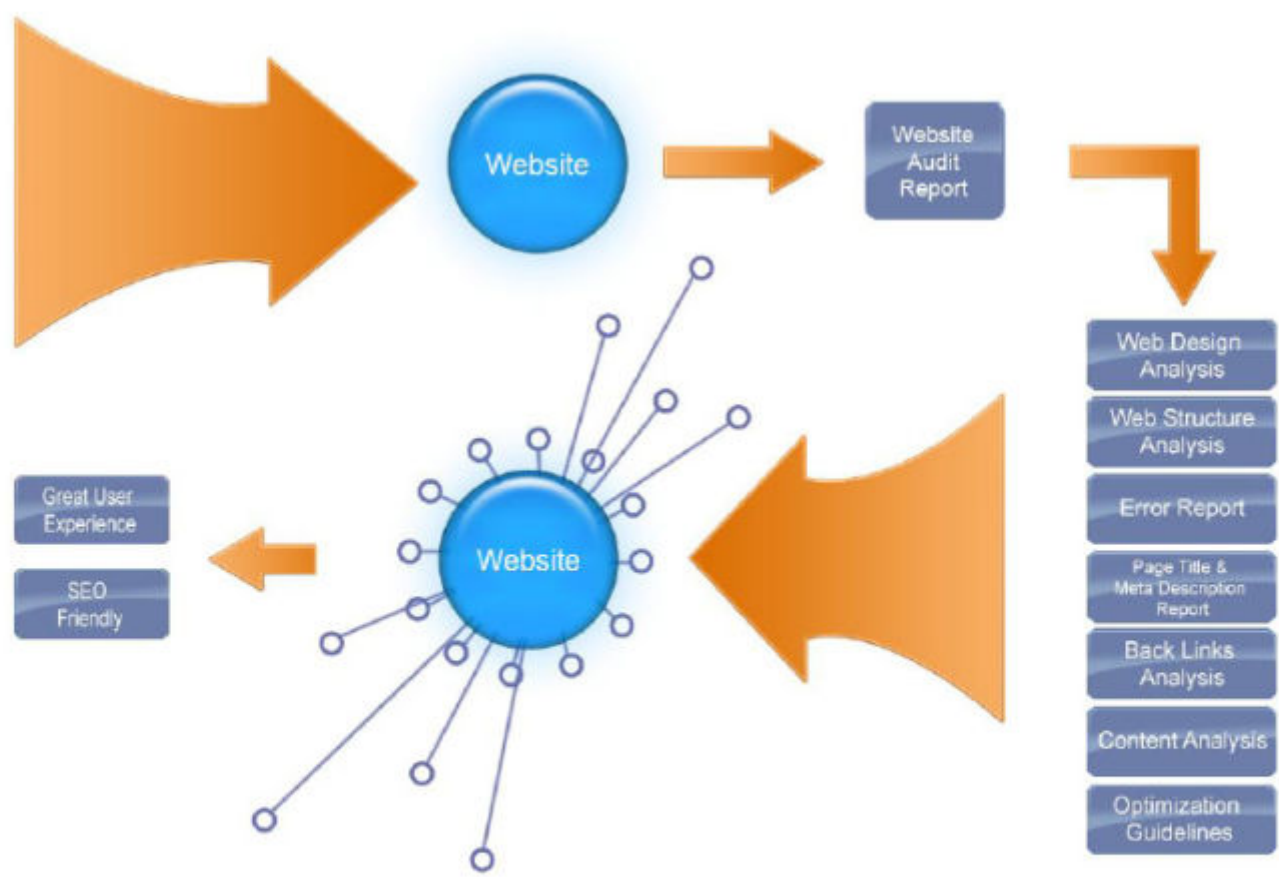 Website
Website
Audit
Report
Web Design
Analysis
Web Structure
Analysis
Error Report
Page Title &
Meta Description
Report
Back Links
Analysis
Content Analysis
Optimization
Guidelines
Website
Great User
Experience
SEO
Friendly